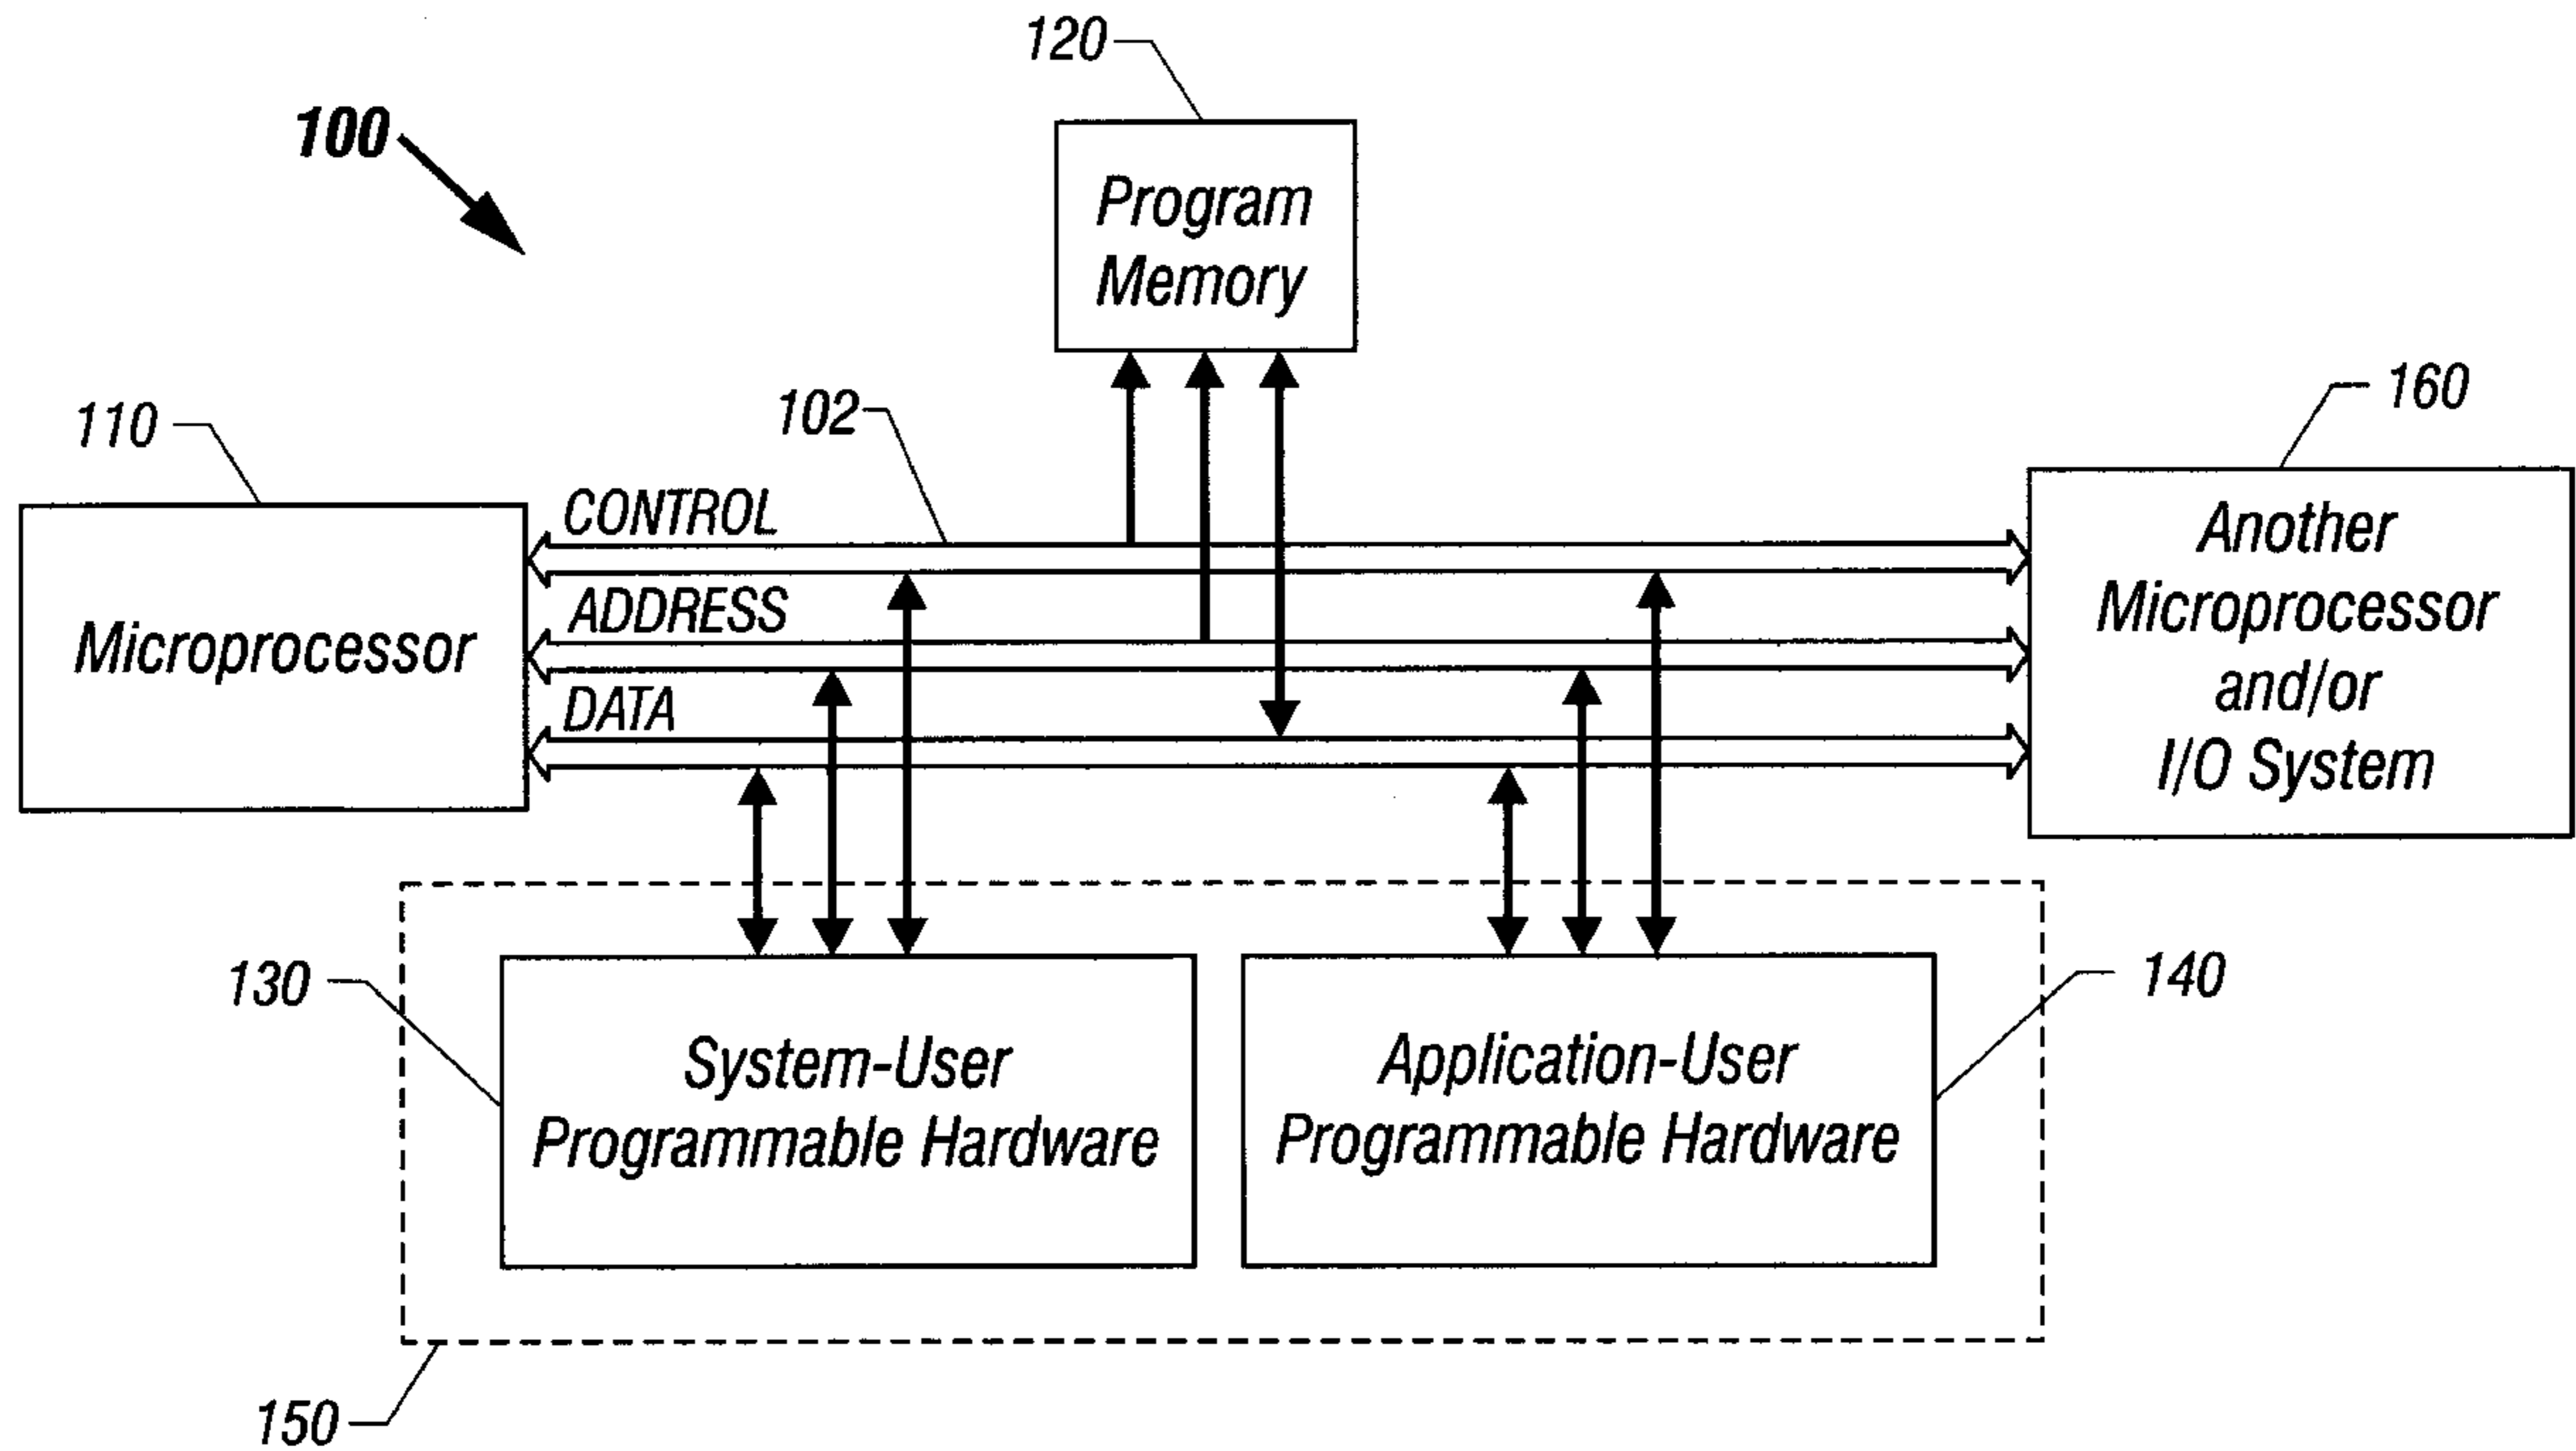 120
100
Program
Memory
160
110
102
CONTROL
ADDRESS
DATA
Microprocessor
Another
Microprocessor
and/or
I/O System
130
140
System-User
Programmable Hardware
Application-User
Programmable Hardware
150